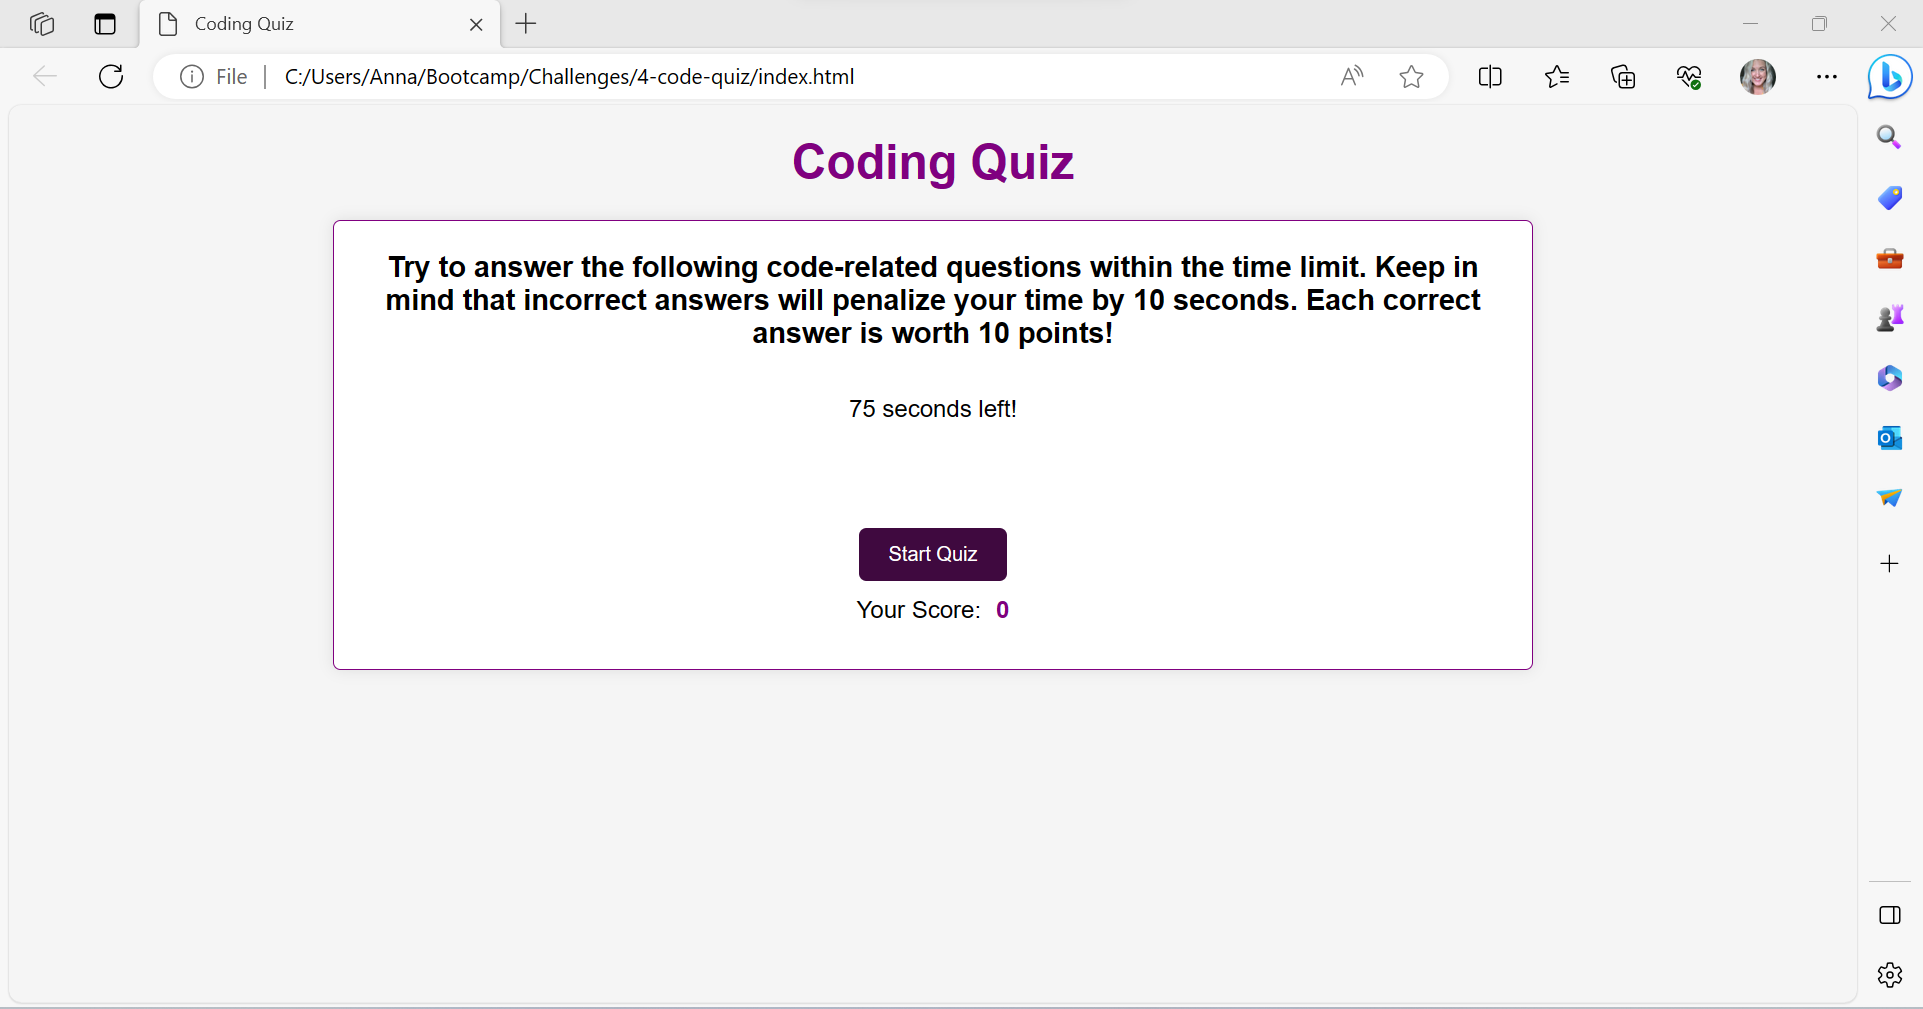 Coding Quiz
File
C:/Users/Anna/Bootcamp/Challenges/4-code-quiz/index.html
Coding Quiz
Try to answer the following code-related questions within the time limit. Keep in
mind that incorrect answers will penalize your time by 10 seconds. Each correct
answer is worth 10 points!
75 seconds left!
Start Quiz
Your Score: 0